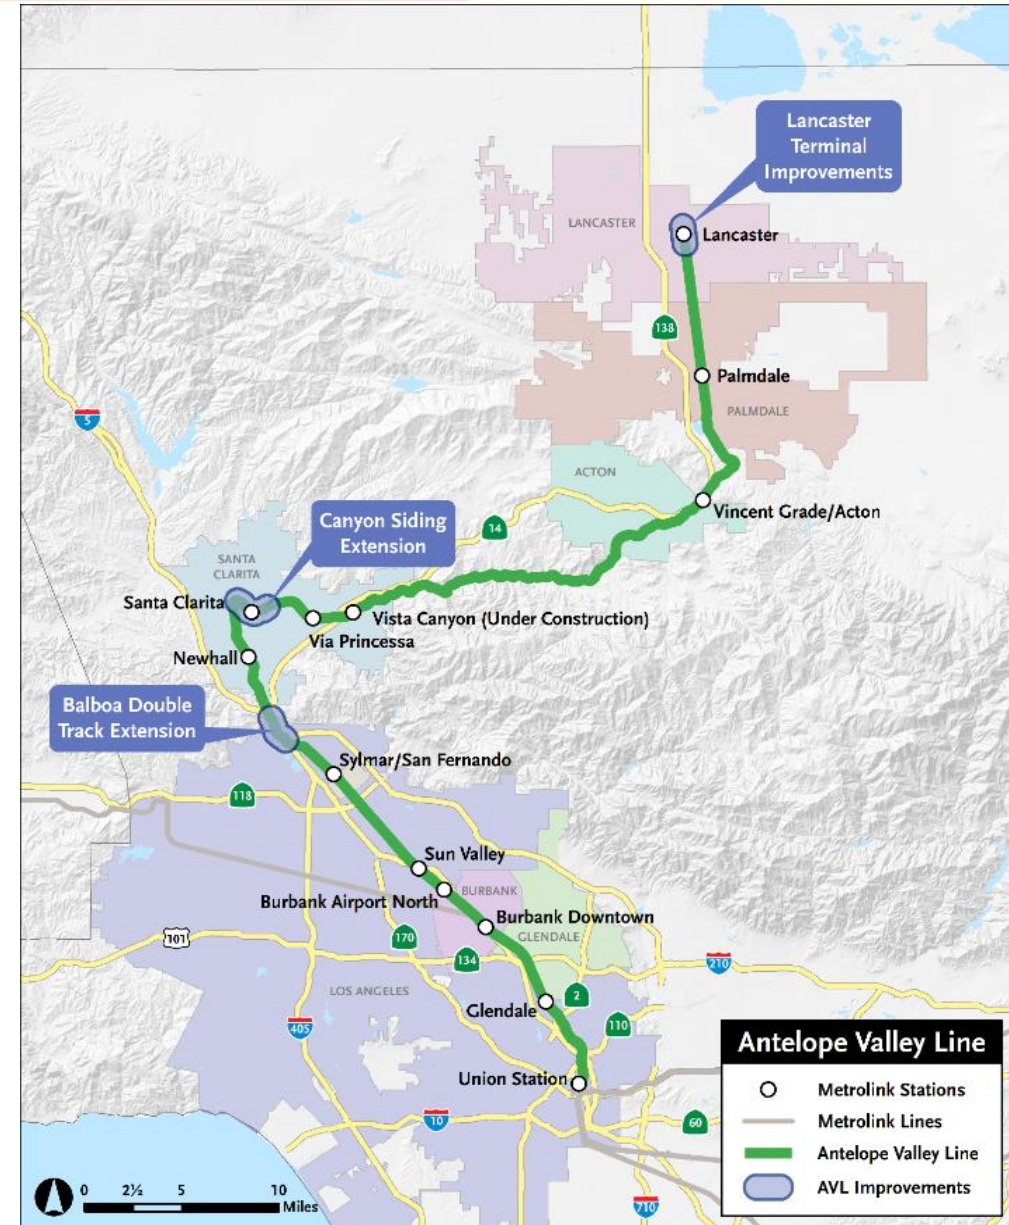 Lancaster
Terminal
Improvements
LANCASTER
Lancaster
138
Palmdale
PALMDALE
5
ACTON
Vincent Grade/Acton
Canyon Siding
Extension
14
SANTA
CLARITA
Santa Clarita
Vista Canyon (Under Construction)
Via Princessa
Newhall
Balboa Double
Track Extension
Sylmar/San Fernando
118
Sun Valley
BURBANK
Burbank Airport North
Burbank Downtown
GLENDALE
101
170
134
210
LOS ANGELES
2
Glendale
405
110
Union Station
10
60
710
Antelope Valley Line
Metrolink Stations
Metrolink Lines
Antelope Valley Line
AVL Improvements
0 2½ 5 10
Miles